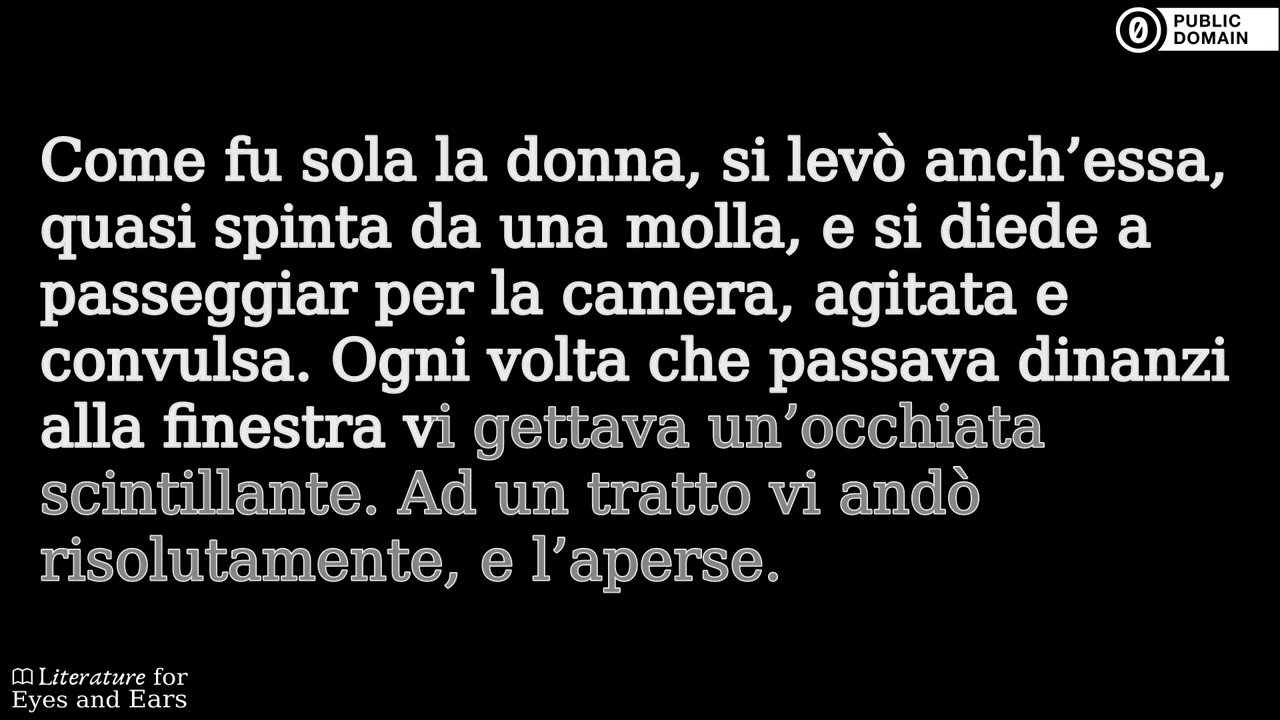 PUBLIC
DOMAIN
Come fu sola la donna, si levò anch’essa,
quasi spinta da una molla, e si diede a
passeggiar per la camera, agitata e
convulsa. Ogni volta che passava dinanzi
alla finestra vi gettava un’occhiata
scintillante. Ad un tratto vi andò
risolutamente, e l’aperse.
Literature for
Eyes and Ears